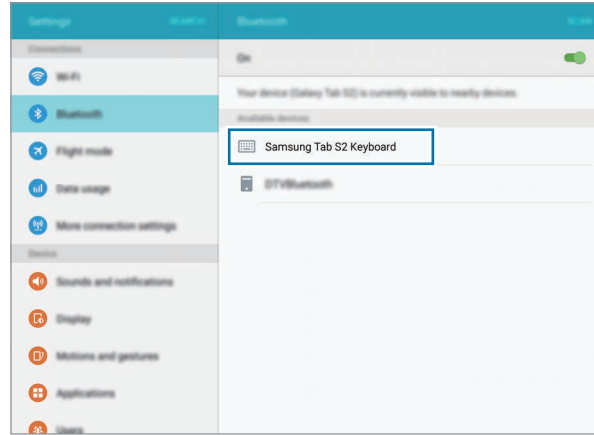 Settings
SEARCH
Bluetooth
SCAN
Connections
On
Wi-Fi
Your device (Galaxy Tab S2) is currently visible to nearby devices.
Bluetooth
Available devices
Flight mode
Samsung Tab S2 Keyboard
Data usage
DTVBluetooth
More connection settings
Device
Sounds and notifications
Display
Motions and gestures
Applications
Users